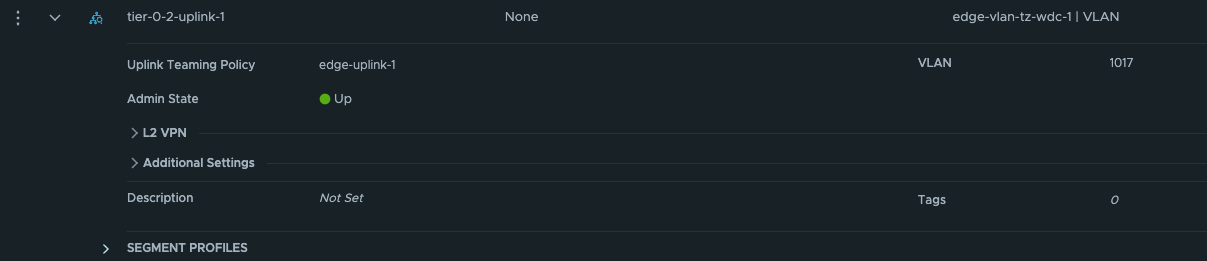 tier-0-2-uplink-1 None edge-vlan-tz-wdc-1 | VLAN
Uplink Teaming Policy edge-uplink-1 VLAN 1017
Admin State Up
L2 VPN
Additional Settings
Description Not Set Tags 0
SEGMENT PROFILES